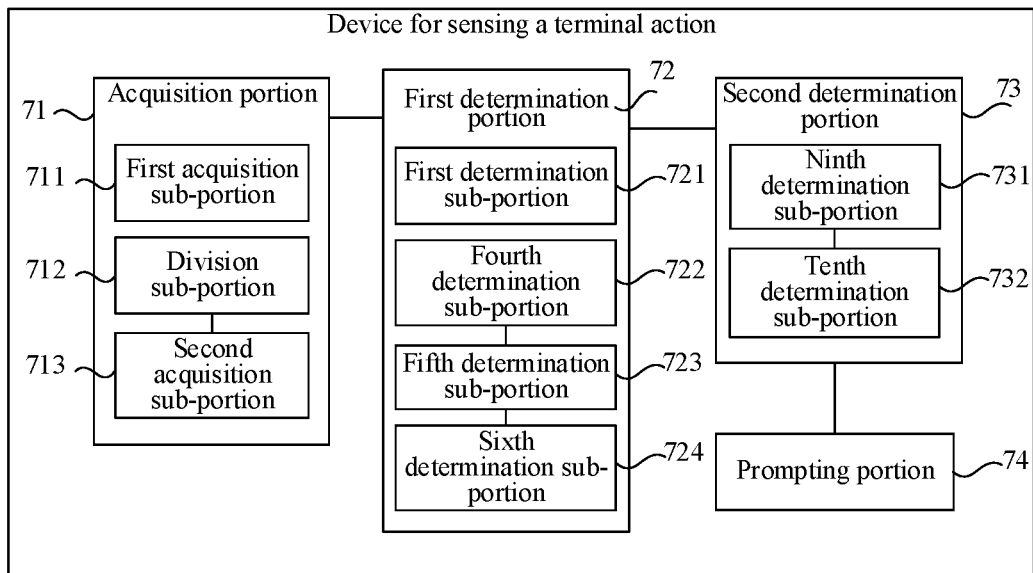 Device for sensing a terminal action
71
Acquisition portion
711
First acquisition
sub-portion
712
Division
sub-portion
713
Second
acquisition
sub-portion
72
First determination
portion
First determination
sub-portion
721
Fourth
determination
sub-portion
722
Fifth determination
sub-portion
723
Sixth
determination sub-
portion
724
Second determination
portion
73
Ninth
determination
sub-portion
731
Tenth
determination
sub-portion
732
Prompting portion
74